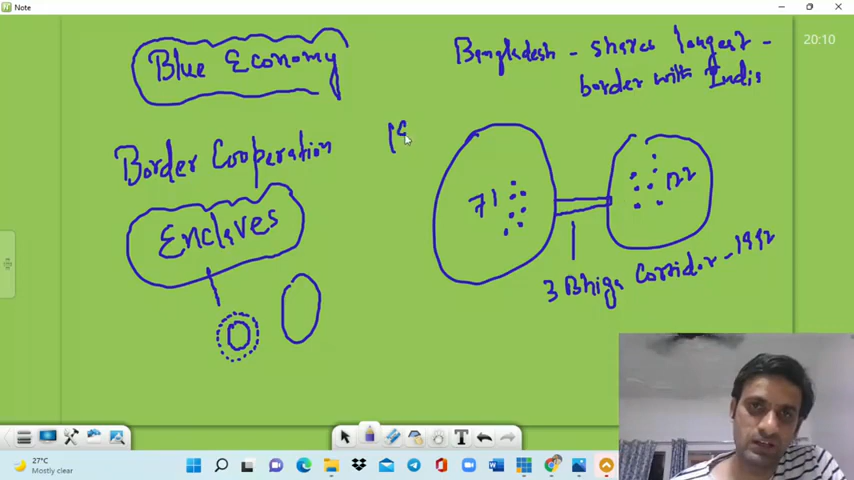 Note
20:10
Blue Economy
Bangladesh - shares longest -
border with India
Border Cooperation
71
122
Enclaves
3 Bhiga Corridor - 1992
27°C
Mostly clear